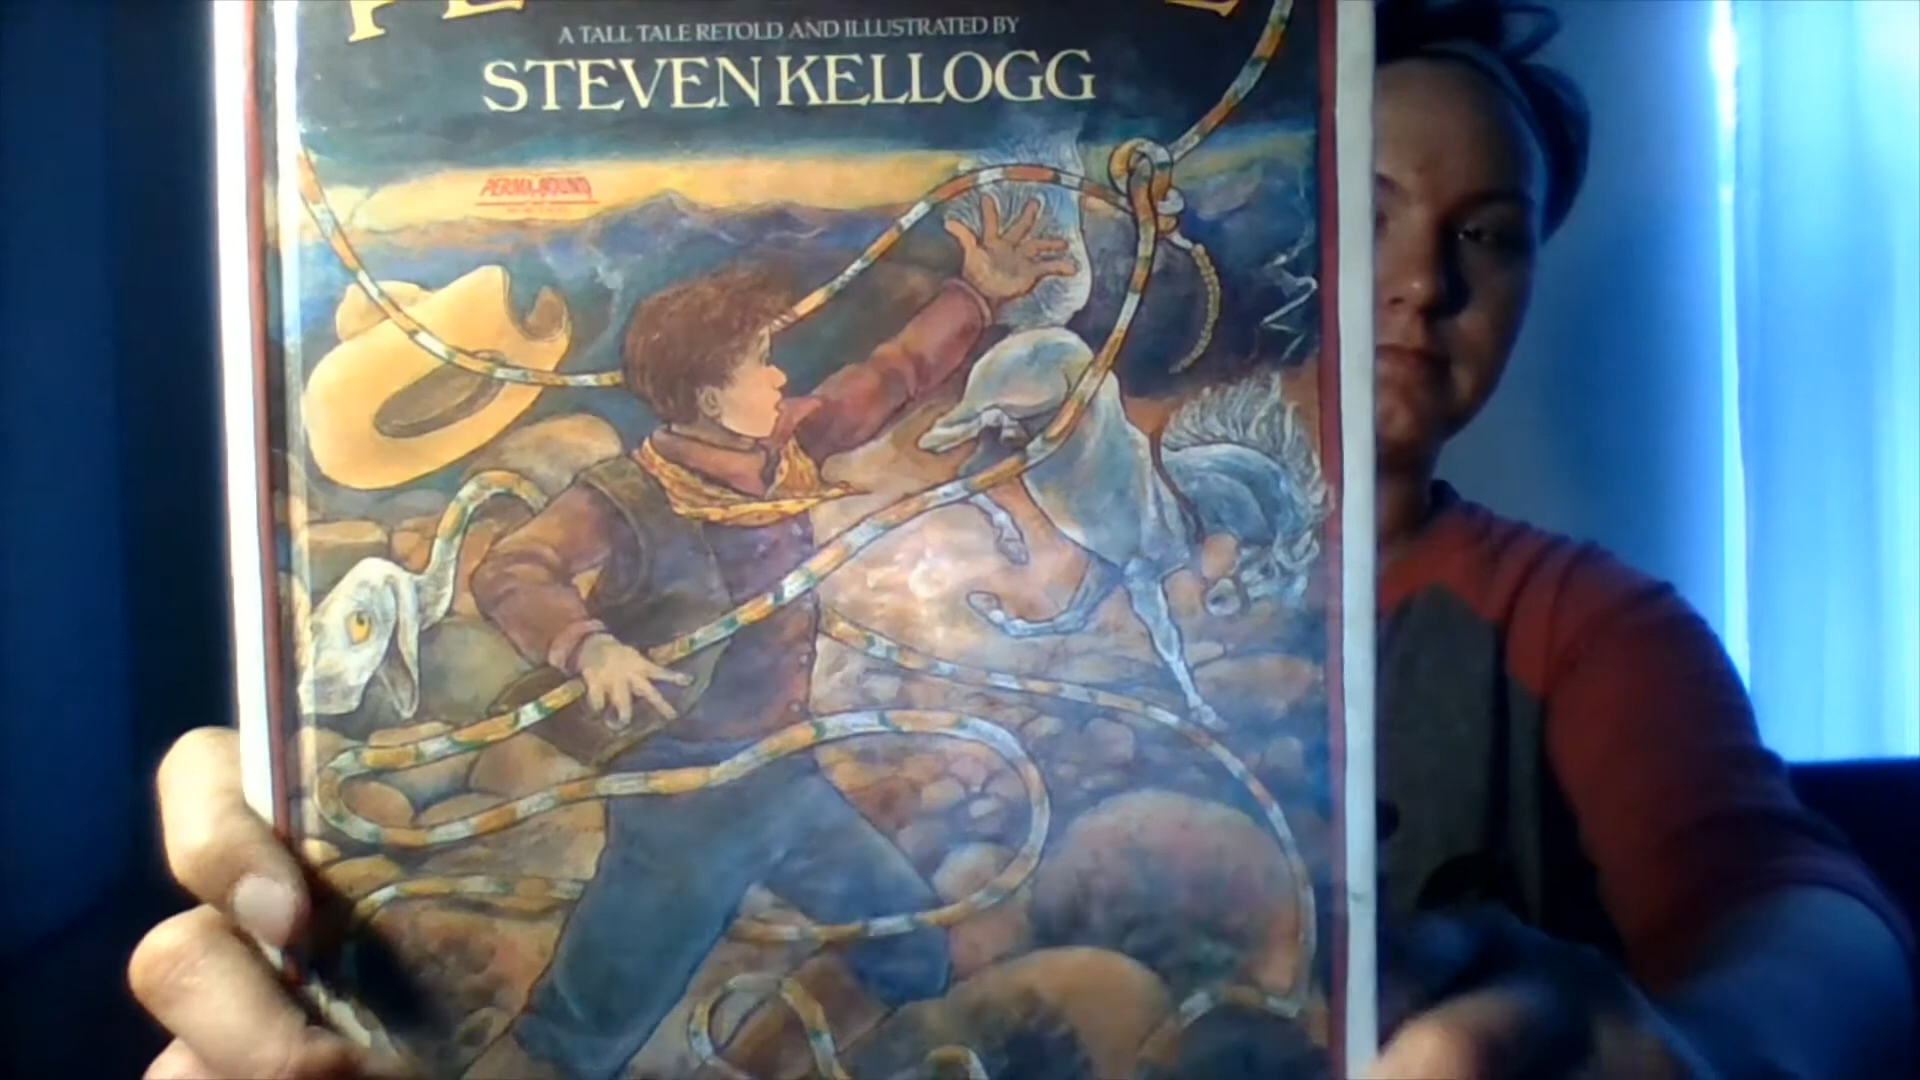 A TALL TALE RETOLD AND ILLUSTRATED BY
STEVEN KELLOGG
PERMA-BOUND